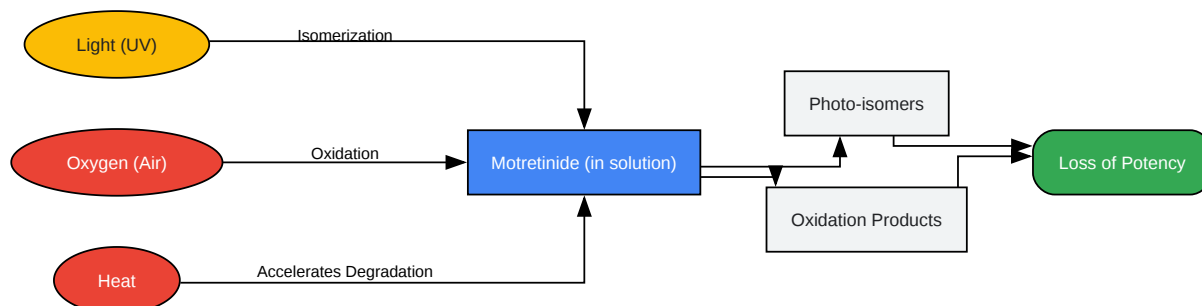 Light (UV)
Isomerization
Oxygen (Air)
Oxidation
Heat
Accelerates Degradation
Motretinide (in solution)
Photo-isomers
Oxidation Products
Loss of Potency